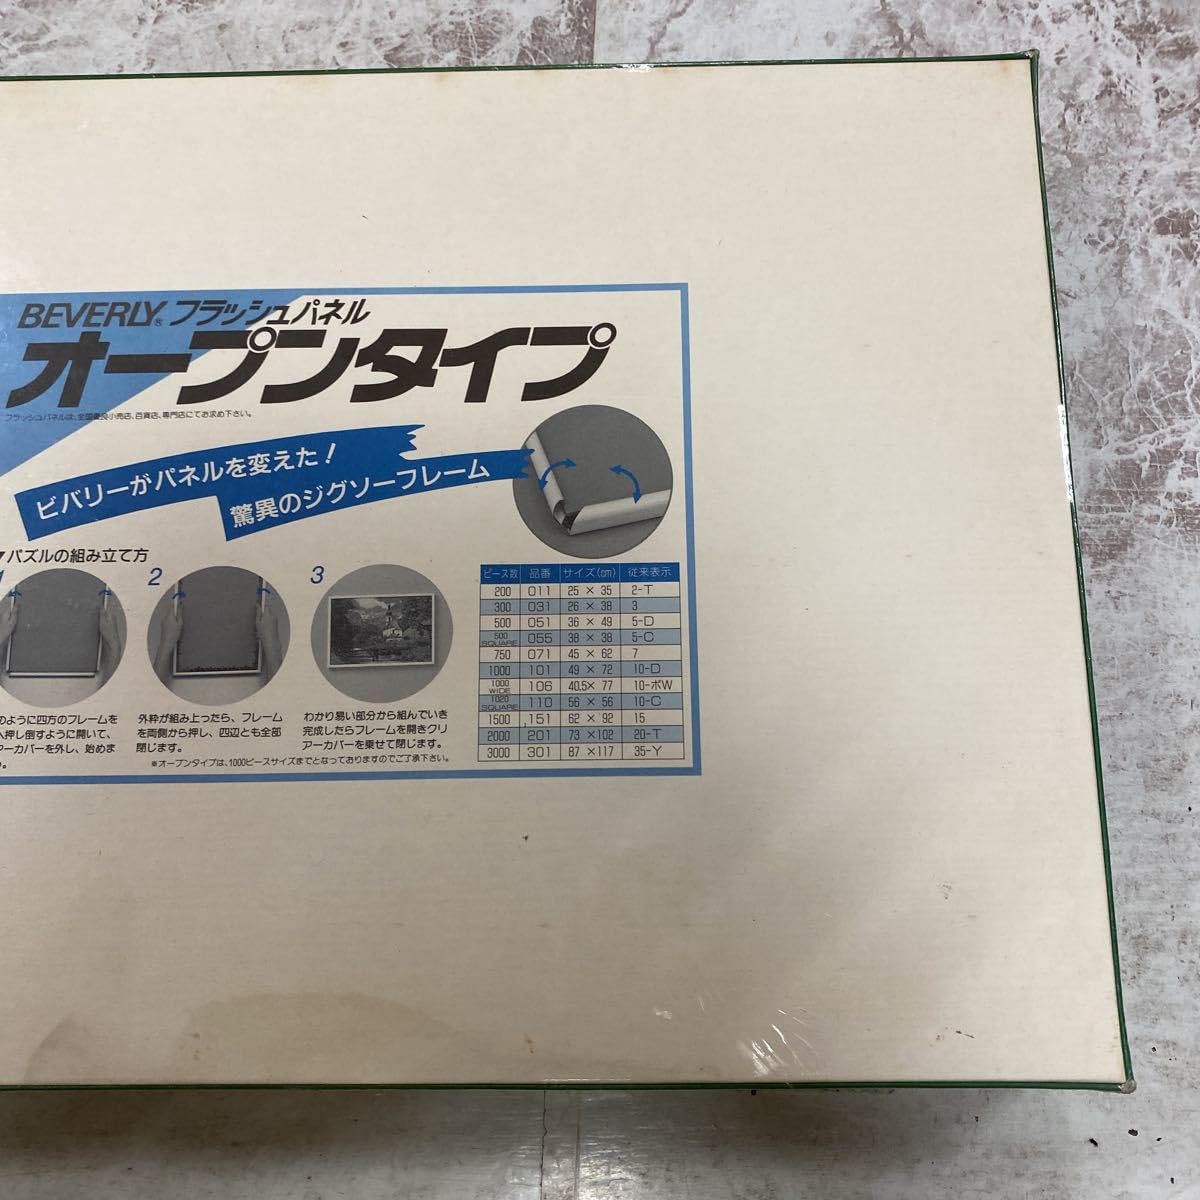 BEVERLY® フラッシュパネル
オープンタイプ
フラッシュパネルは、全国優良小売店、百貨店、専門店にてお求め下さい。
ビバリーがパネルを変えた!
驚異のジグソーフレーム
パズルの組み立て方
1
2
3
のように四方のフレームを
へ押し倒すように開いて、
アーカバーを外し、始めま
。
外枠が組み上ったら、フレーム
を両側から押し、四辺とも全部
閉じます。
わかり易い部分から組んでいき
完成したらフレームを開きクリ
アーカバーを乗せて閉じます。
※オープンタイプは、1000ピースサイズまでとなっておりますのでご了承下さい。
ピース数 品番 サイズ(cm) 従来表示
200 011 25 × 35 2-T
300 031 26 × 38 3
500 051 36 × 49 5-D
500 SQUARE 055 38 × 38 5-C
750 071 45 × 62 7
1000 101 49 × 72 10-D
1000 WIDE 106 40.5× 77 10-ボW
1020 SQUARE 110 56 × 56 10-C
1500 151 62 × 92 15
2000 201 73 ×102 20-T
3000 301 87 ×117 35-Y